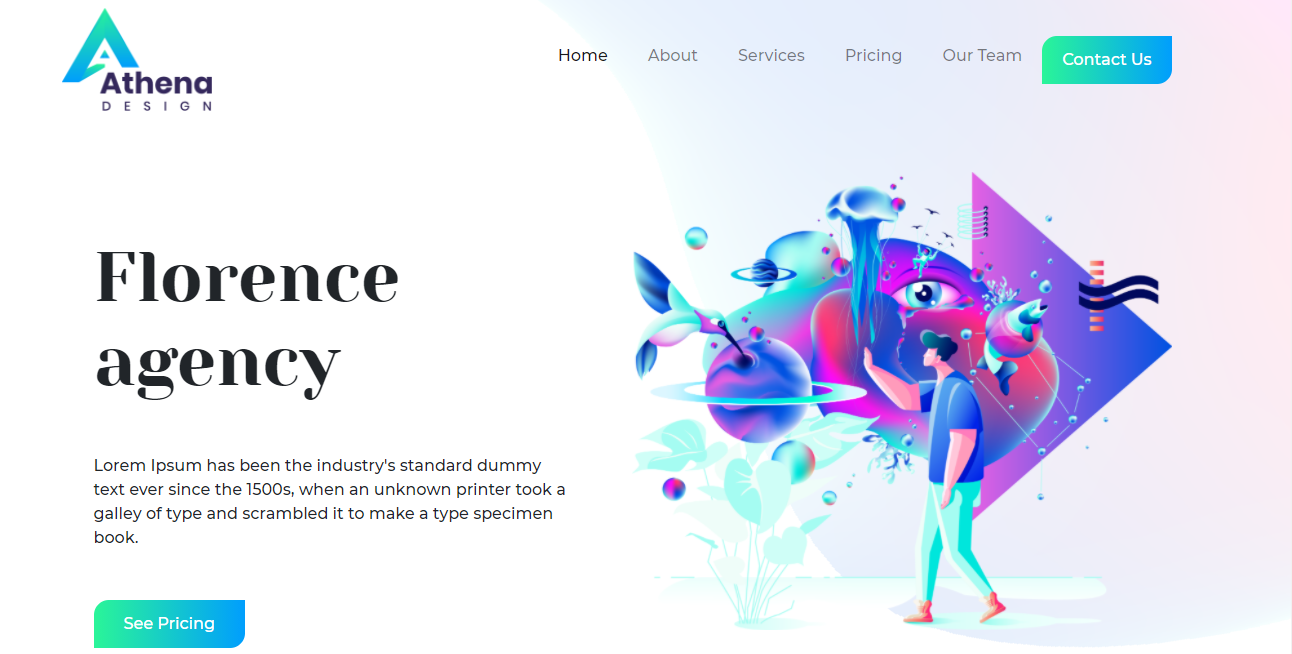 Athena
DESIGN
Home About Services Pricing Our Team Contact Us
Florence
agency
Lorem Ipsum has been the industry's standard dummy
text ever since the 1500s, when an unknown printer took a
galley of type and scrambled it to make a type specimen
book.
See Pricing